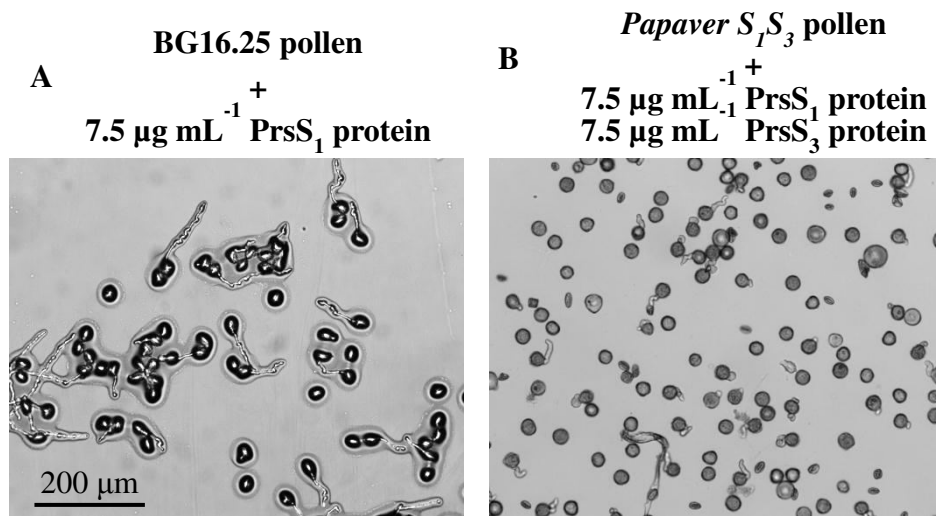 A
BG16.25 pollen
+
7.5 μg mL⁻¹ PrsS₁ protein
B
Papaver S₁S₃ pollen
+
7.5 μg mL⁻¹ PrsS₁ protein
7.5 μg mL⁻¹ PrsS₃ protein
200 μm